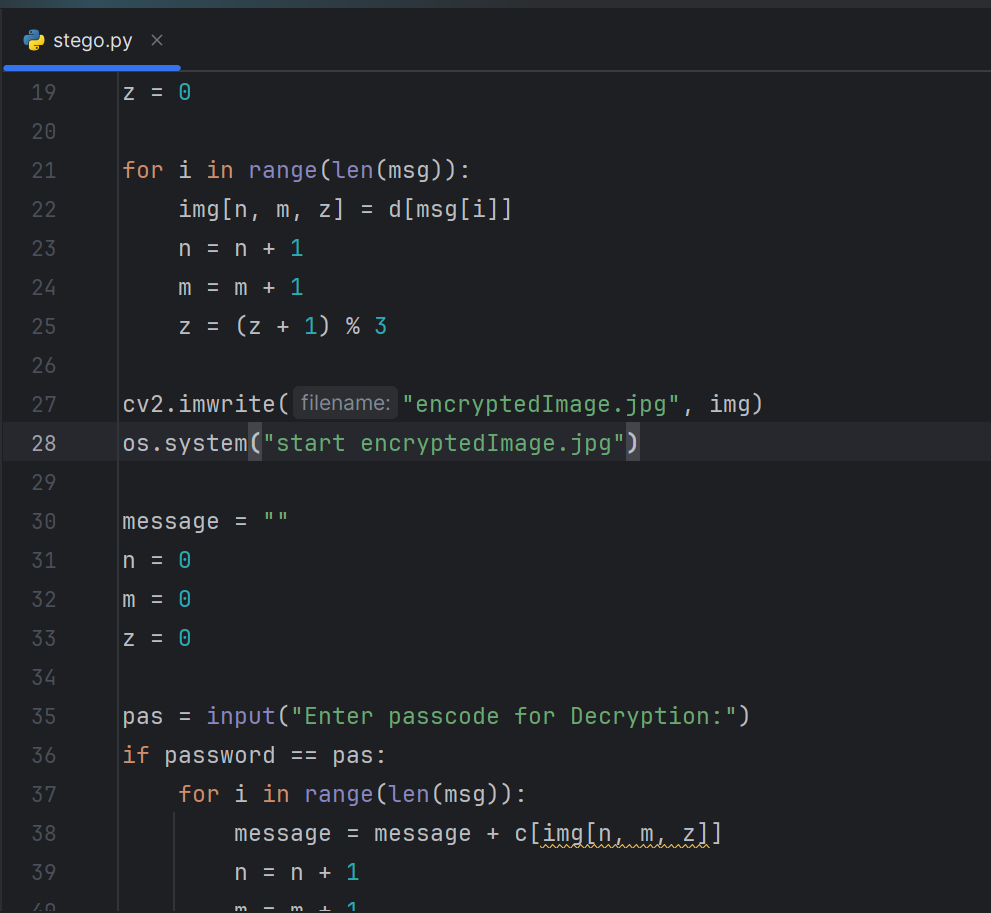 stego.py
19 z = 0
20
21 for i in range(len(msg)):
22     img[n, m, z] = d[msg[i]]
23     n = n + 1
24     m = m + 1
25     z = (z + 1) % 3
26
27 cv2.imwrite( filename: "encryptedImage.jpg", img)
28 os.system("start encryptedImage.jpg")
29
30 message = ""
31 n = 0
32 m = 0
33 z = 0
34
35 pas = input("Enter passcode for Decryption:")
36 if password == pas:
37     for i in range(len(msg)):
38         message = message + c[img[n, m, z]]
39         n = n + 1
40         m = m + 1